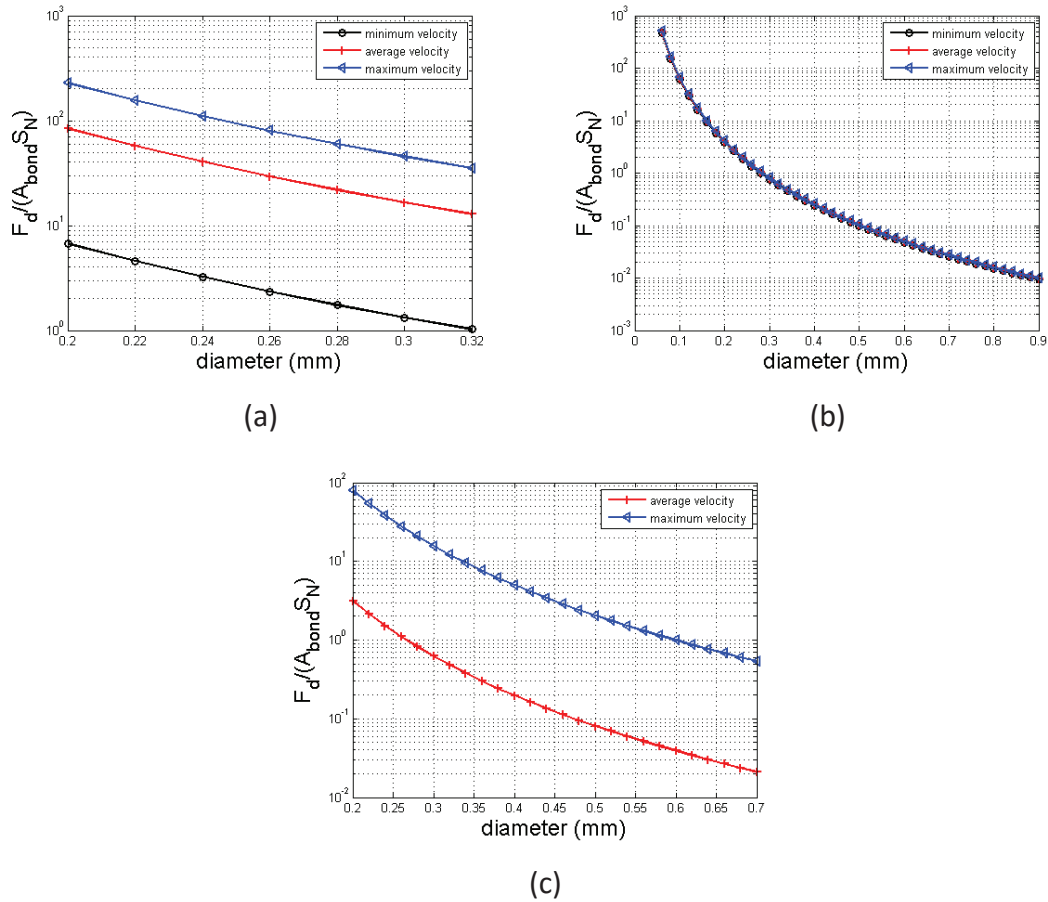 10³
10²
10¹
10⁰
F_d/(A_bond S_N)
minimum velocity
average velocity
maximum velocity
0.2 0.22 0.24 0.26 0.28 0.3 0.32
diameter (mm)
(a)
10³
10²
10¹
10⁰
10⁻¹
10⁻²
10⁻³
F_d/(A_bond S_N)
minimum velocity
average velocity
maximum velocity
0 0.1 0.2 0.3 0.4 0.5 0.6 0.7 0.8 0.9
diameter (mm)
(b)
10²
10¹
10⁰
10⁻¹
10⁻²
F_d/(A_bond S_N)
average velocity
maximum velocity
0.2 0.25 0.3 0.35 0.4 0.45 0.5 0.55 0.6 0.65 0.7
diameter (mm)
(c)